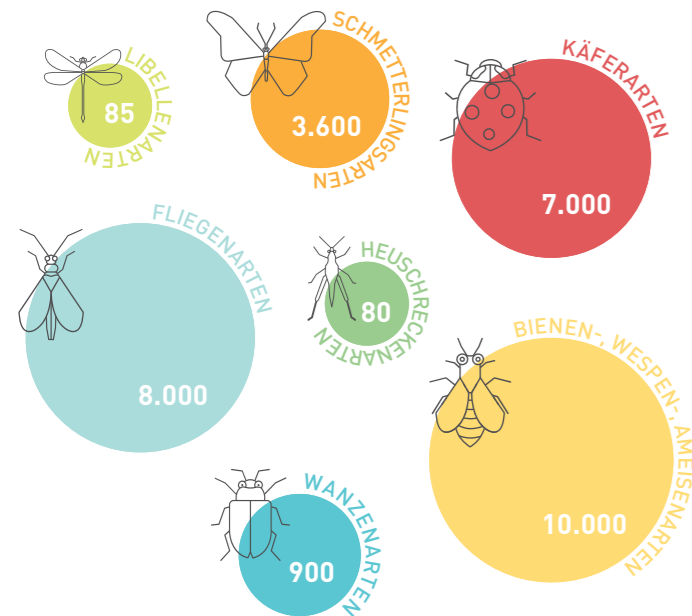 LIBELLENARTEN
85
SCHMETTERLINGSARTEN
3.600
KÄFERARTEN
7.000
FLIEGENARTEN
8.000
HEUSCHRECKENARTEN
80
BIENEN-, WESPEN-, AMEISENARTEN
10.000
WANZENARTEN
900